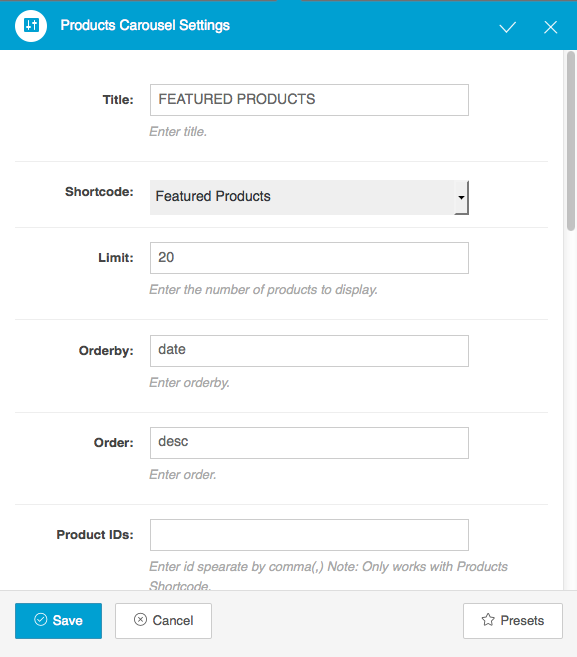 Products Carousel Settings
Title: FEATURED PRODUCTS
Enter title.
Shortcode: Featured Products
Limit: 20
Enter the number of products to display.
Orderby: date
Enter orderby.
Order: desc
Enter order.
Product IDs:
Enter id spearate by comma(,) Note: Only works with Products
Shortcode.
Save Cancel Presets